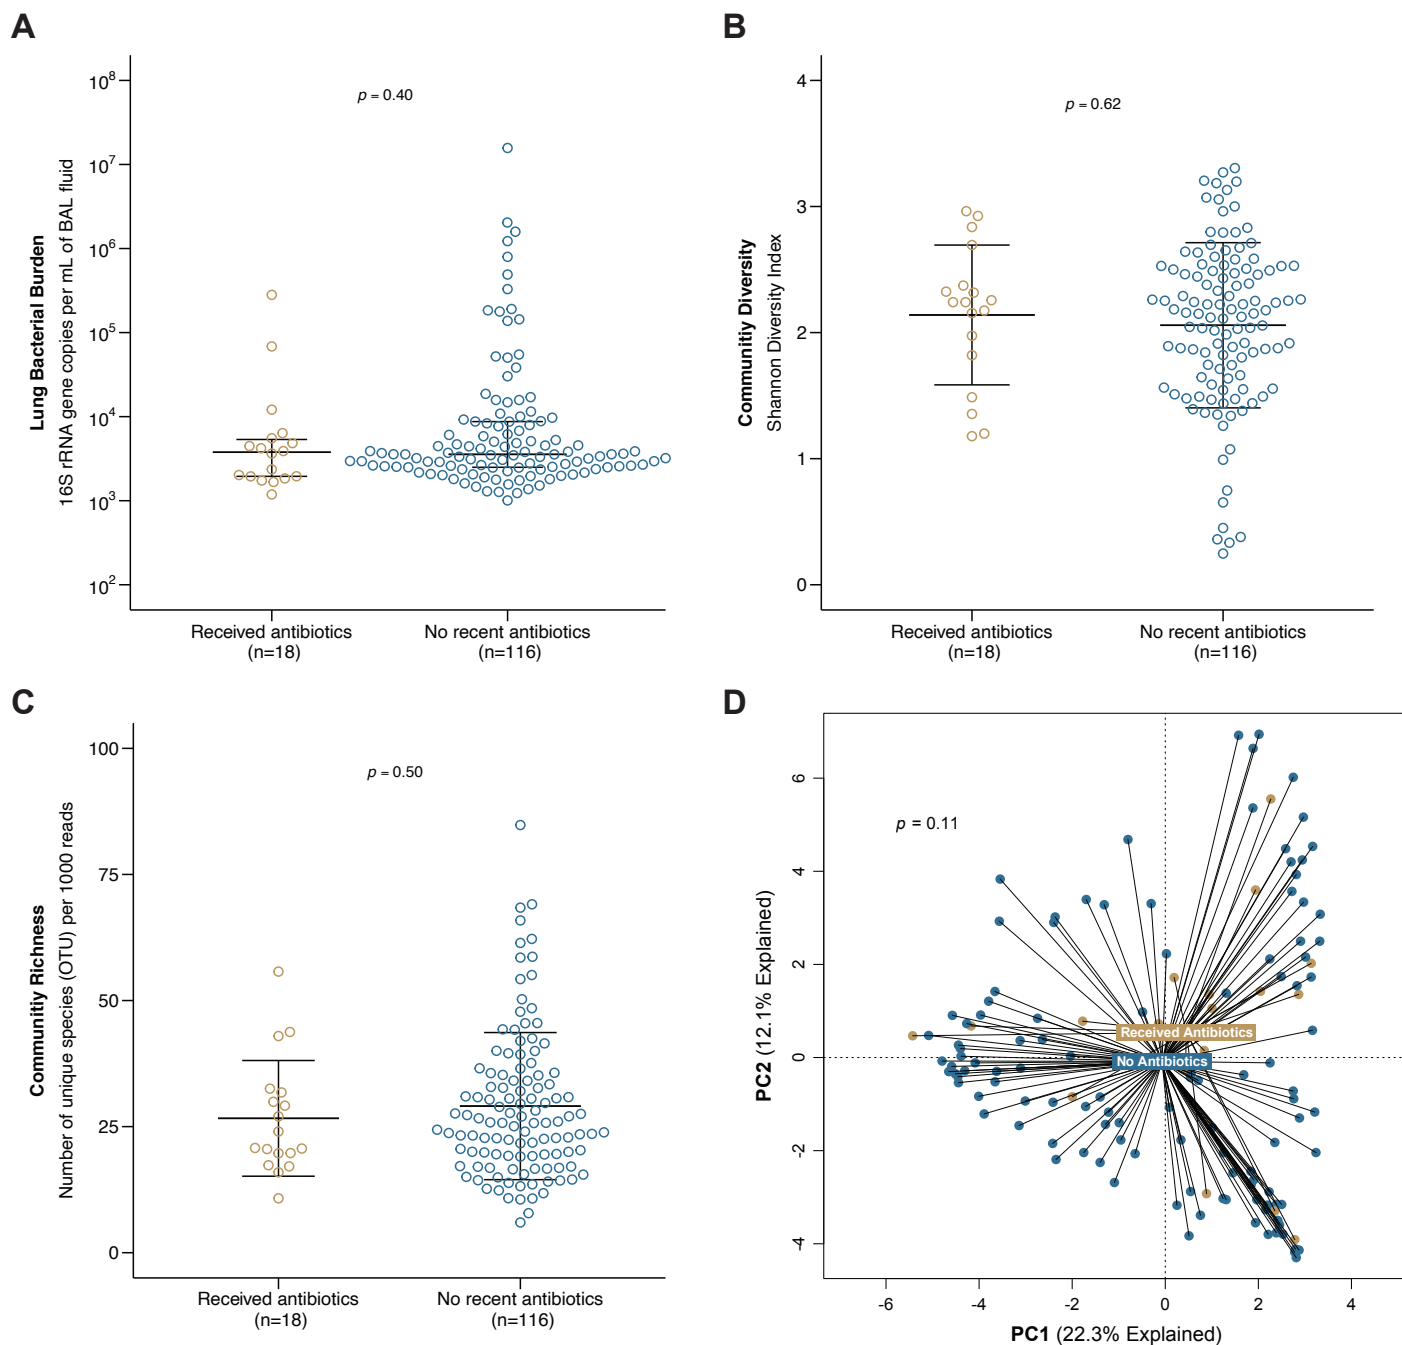 A
10^8
10^7
10^6
10^5
10^4
10^3
10^2
Lung Bacterial Burden
16S rRNA gene copies per mL of BAL fluid
p = 0.40
Received antibiotics
(n=18)
No recent antibiotics
(n=116)
B
4
3
2
1
0
Communitiy Diversity
Shannon Diversity Index
p = 0.62
Received antibiotics
(n=18)
No recent antibiotics
(n=116)
C
100
75
50
25
0
Communitiy Richness
Number of unique species (OTU) per 1000 reads
p = 0.50
Received antibiotics
(n=18)
No recent antibiotics
(n=116)
D
6
4
2
0
-2
-4
PC2 (12.1% Explained)
p = 0.11
Received Antibiotics
No Antibiotics
-6
-4
-2
0
2
4
PC1 (22.3% Explained)